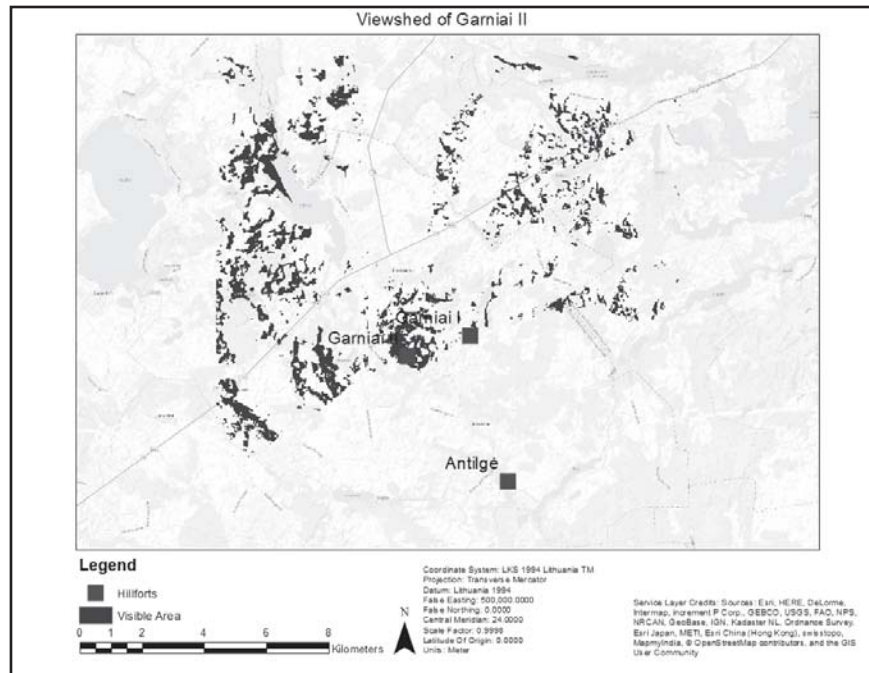 Viewshed of Garniai II
Garniai I
Garniai II
Antilgė
Legend
Hillforts
Visible Area
0 2 4 6 8
Kilometers
N
Coordinate System: LKS 1994 Lithuania TM
Projection: Transverse Mercator
Datum: Lithuania 1994
False Easting: 500,000.0000
False Northing: 0.0000
Central Meridian: 24.0000
Scale Factor: 0.9998
Latitude Of Origin: 0.0000
Units: Meter
Service Layer Credits: Sources: Esri, HERE, DeLorme,
Intermap, increment P Corp., GEBCO, USGS, FAO, NPS,
NRCAN, GeoBase, IGN, Kadaster NL, Ordnance Survey,
Esri Japan, METI, Esri China (Hong Kong), swisstopo,
MapmyIndia, © OpenStreetMap contributors, and the GIS
User Community